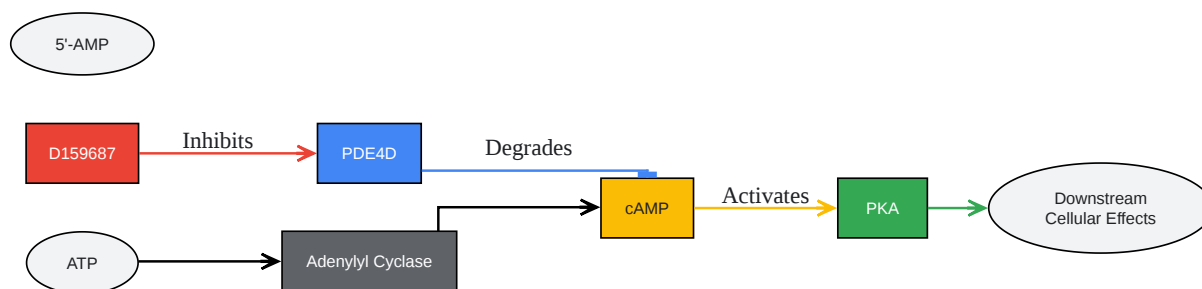 5'-AMP
D159687
Inhibits
PDE4D
Degrades
cAMP
Activates
PKA
Downstream
Cellular Effects
ATP
Adenylyl Cyclase